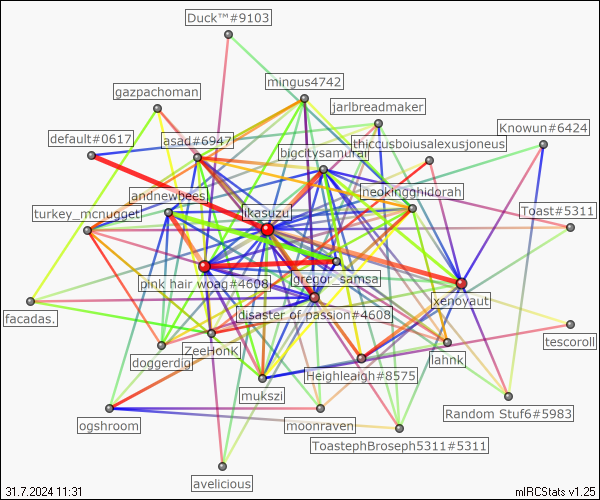 Duck™#9103
mingus4742
gazpachoman
jarlbreadmaker
Knowun#6424
default#0617
asad#6947
thiccusboiusalexusjoneus
bigcitysamurai
jandnewbees
neokingghidorah
turkey_mcnugget
ikasuzu
Toast#5311
pink hair woag#4608
gregor_samsa
xenoyaut
disaster of passion#4608
facadas.
tescoroll
doggerdig
ZeeHonK
lahnk
Heighleaigh#8575
mukszi
Random Stuf6#5983
ogshroom
moonraven
ToastephBroseph5311#5311
avelicious
31.7.2024 11:31
mIRCStats v1.25